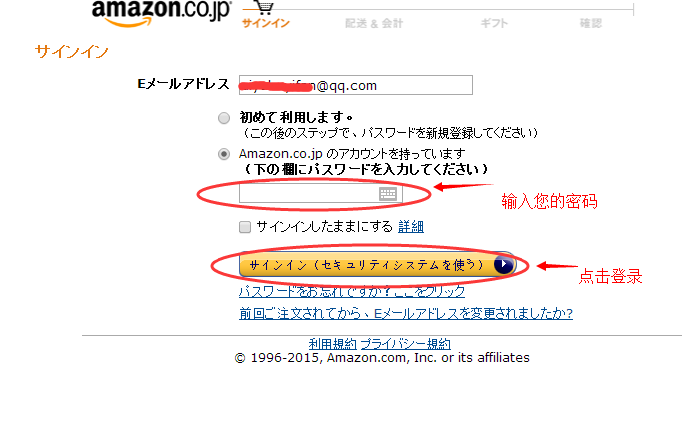 amazon.co.jp
サインイン 配送 & 会計 ギフト 確認
サインイン
Eメールアドレス
@qq.com
初めて利用します。
(この後のステップで、パスワードを新規登録してください)
Amazon.co.jp のアカウントを持っています
(下の欄にパスワードを入力してください)
输入您的密码
サインインしたままにする 詳細
サインイン(セキュリティシステムを使う)
点击登录
パスワードをお忘れですか？ここをクリック
前回ご注文されてから、Eメールアドレスを変更されましたか?
利用規約 プライバシー規約
© 1996-2015, Amazon.com, Inc. or its affiliates